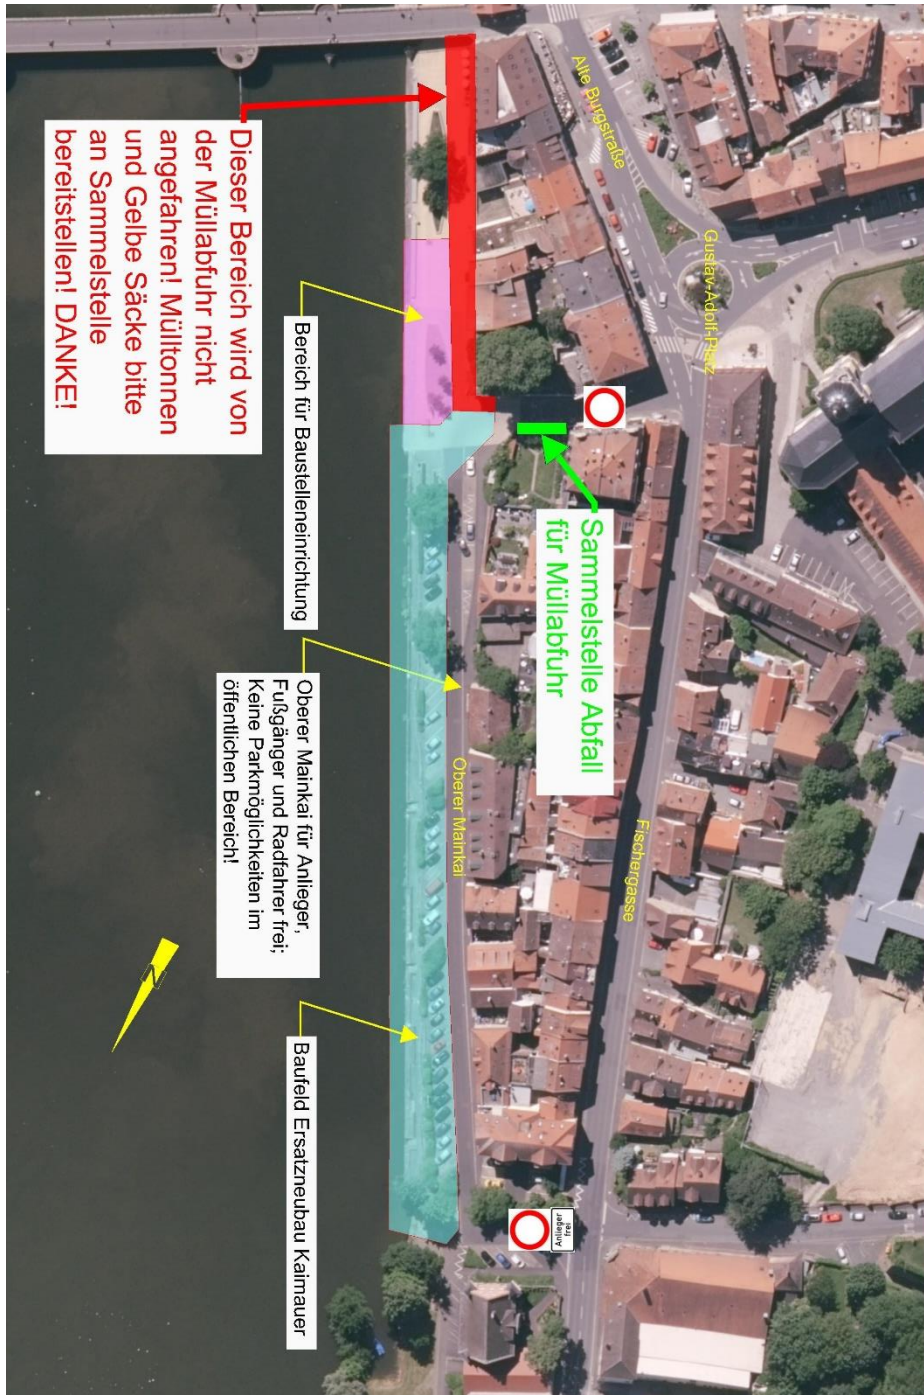 Alte Burgstraße
Gustav-Adolf-Platz
Dieser Bereich wird von
der Müllabfuhr nicht
angefahren! Mülltonnen
und Gelbe Säcke bitte
an Sammelstelle
bereitstellen! DANKE!
Bereich für Baustelleneinrichtung
Sammelstelle Abfall
für Müllabfuhr
Oberer Mainkai für Anlieger,
Fußgänger und Radfahrer frei;
Keine Parkmöglichkeiten im
öffentlichen Bereich!
Oberer Mainkai
Fischergasse
N
Baufeld Ersatzneubau Kaimauer
Anlieger
frei